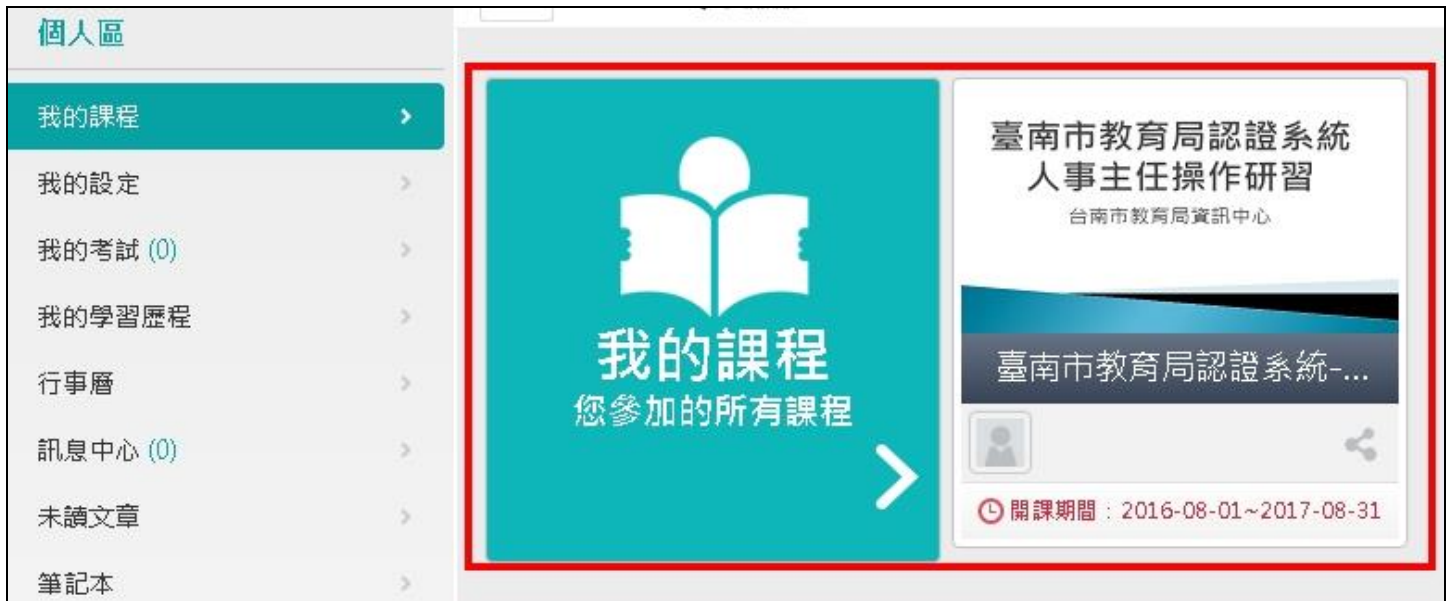 個人區
我的課程
我的設定
我的考試 (0)
我的學習歷程
行事曆
訊息中心 (0)
未讀文章
筆記本
我的課程
您參加的所有課程
臺南市教育局認證系統
人事主任操作研習
台南市教育局資訊中心
臺南市教育局認證系統-...
開課期間：2016-08-01~2017-08-31